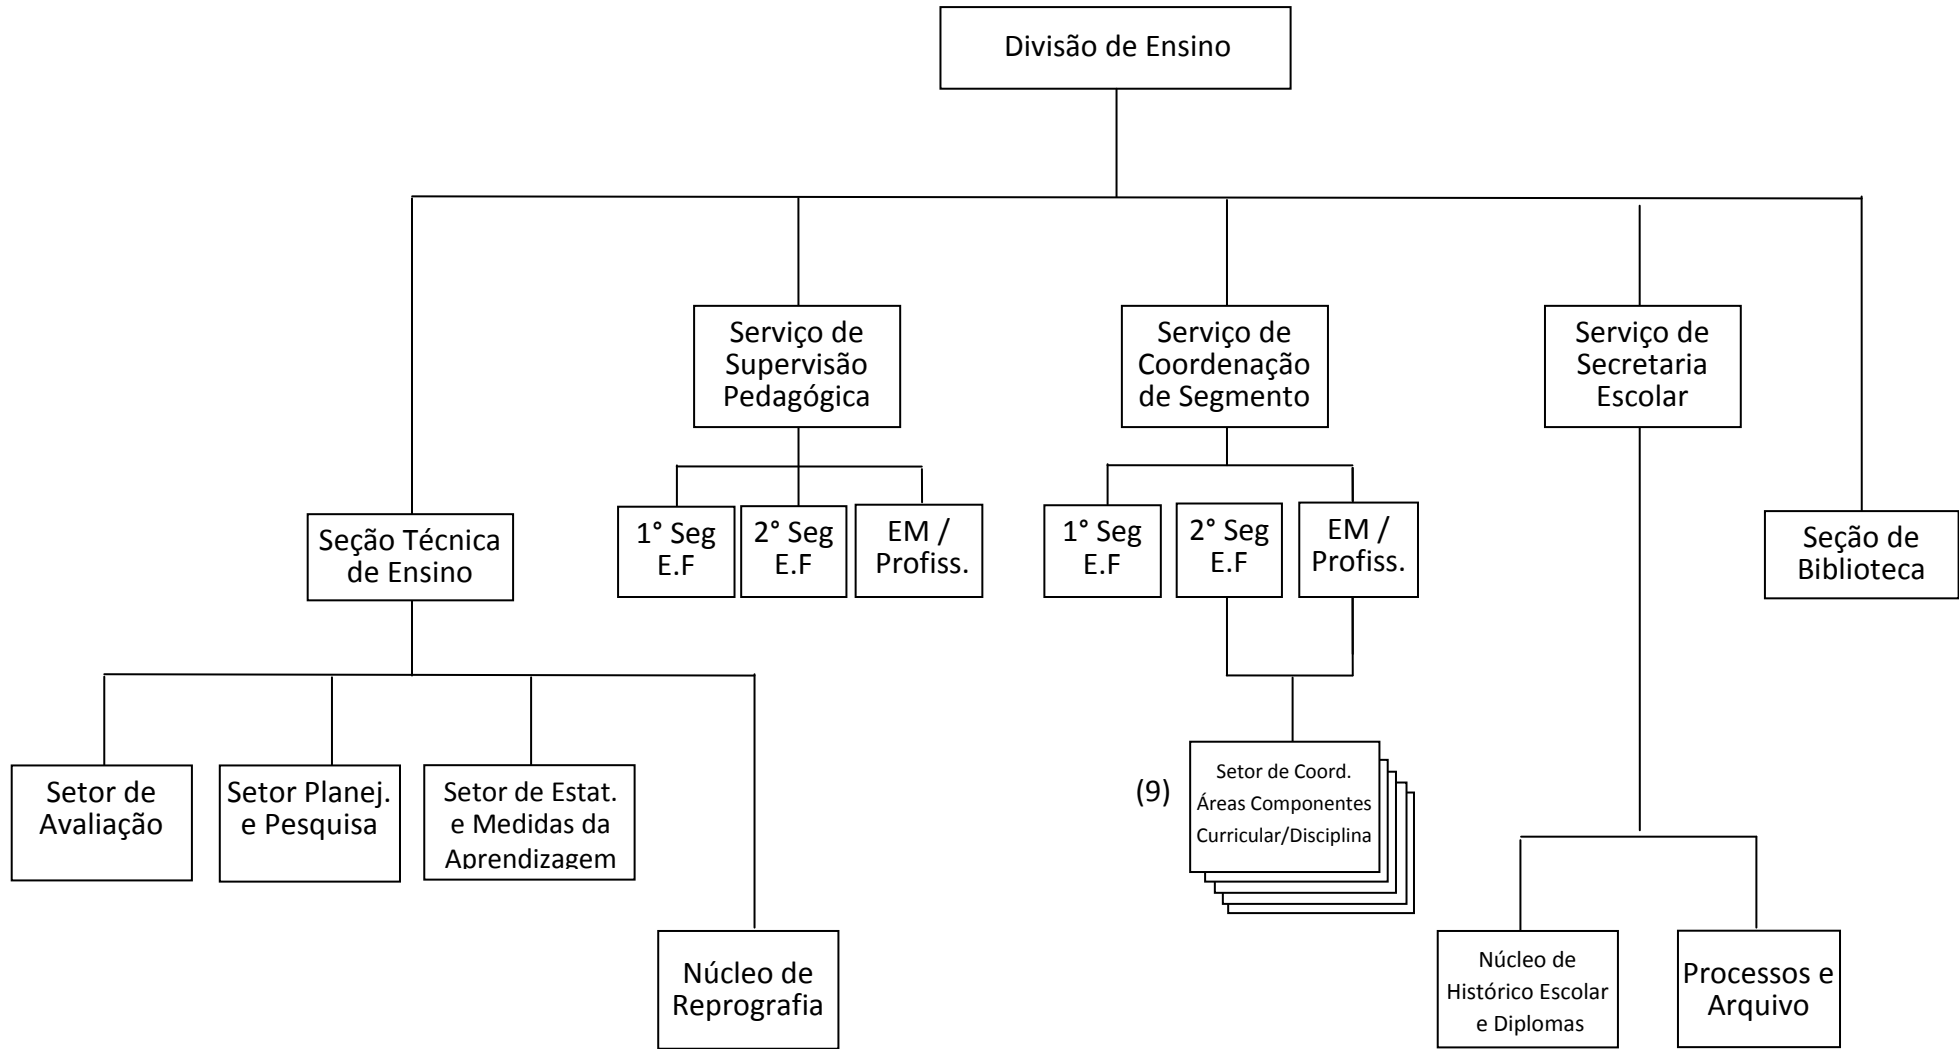 Divisão de Ensino
Serviço de
Supervisão
Pedagógica
Serviço de
Coordenação
de Segmento
Serviço de
Secretaria
Escolar
Seção Técnica
de Ensino
1° Seg
E.F
2° Seg
E.F
EM /
Profiss.
1° Seg
E.F
2° Seg
E.F
EM /
Profiss.
Seção de
Biblioteca
Setor de
Avaliação
Setor Planej.
e Pesquisa
Setor de Estat.
e Medidas da
Aprendizagem
(9)
Setor de Coord.
Áreas Componentes
Curricular/Disciplina
Núcleo de
Reprografia
Núcleo de
Histórico Escolar
e Diplomas
Processos e
Arquivo